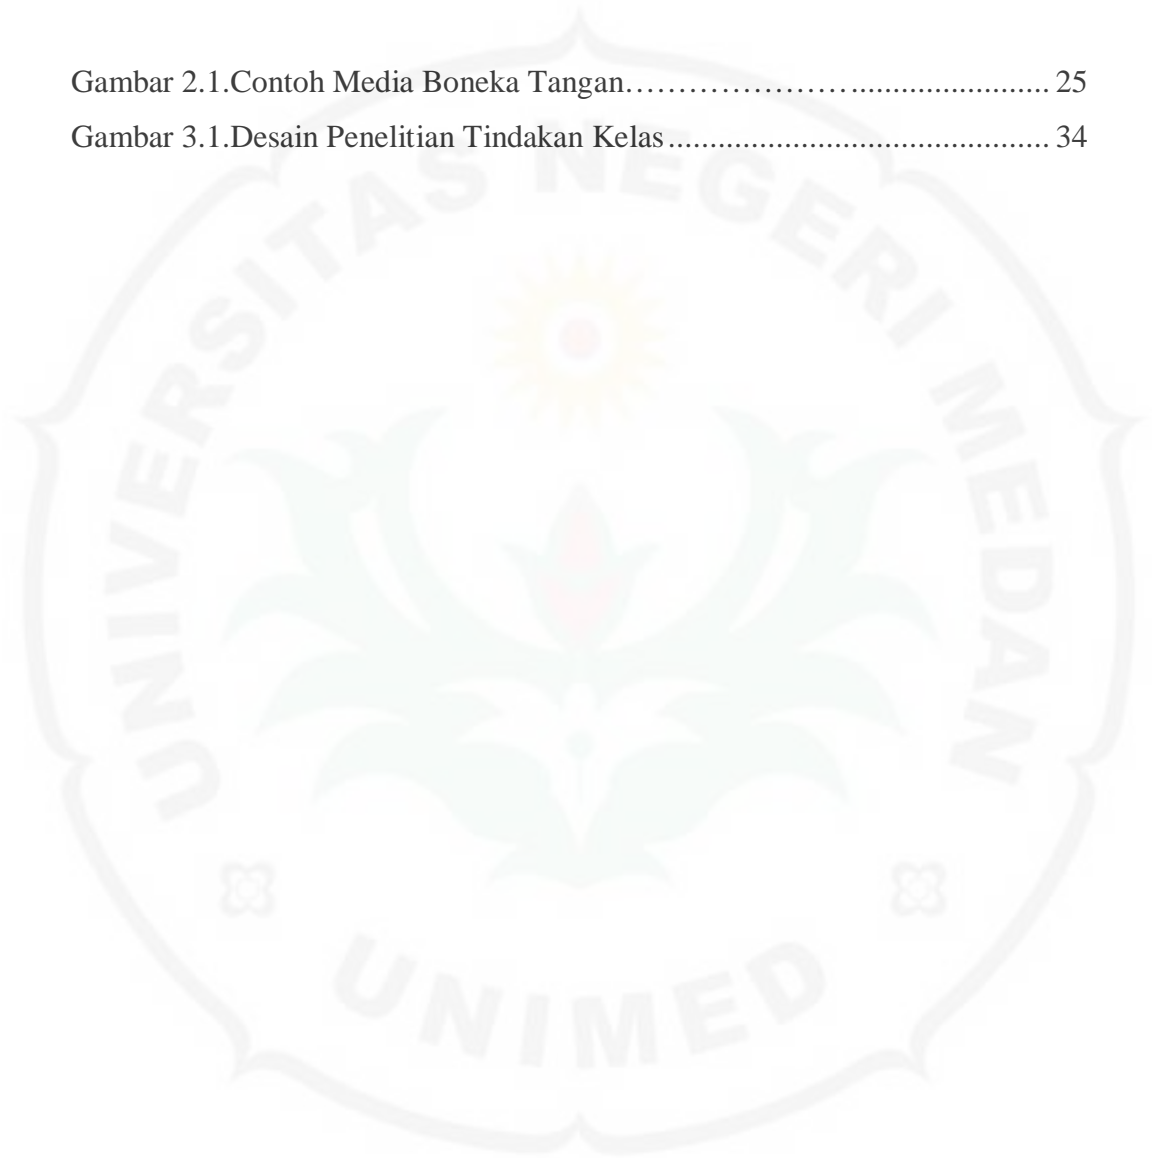 Gambar 2.1.Contoh Media Boneka Tangan…………………...................... 25
Gambar 3.1.Desain Penelitian Tindakan Kelas............................................. 34
UNIVERSITAS NEGERI MEDAN
UNIMED